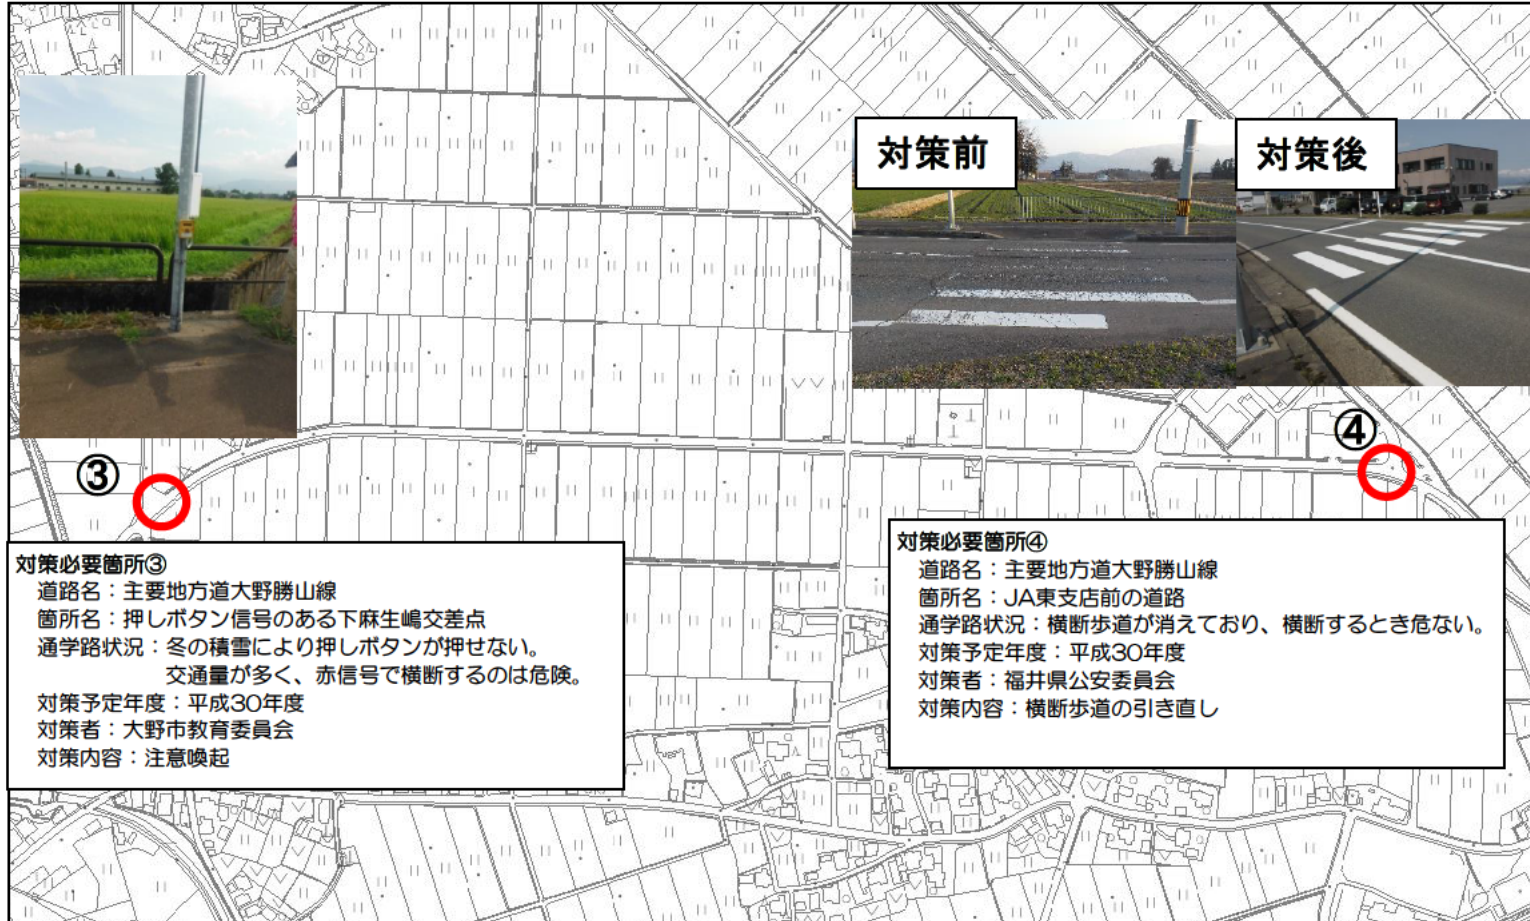 対策前
対策後
③
④
対策必要箇所③
道路名：主要地方道大野勝山線
箇所名：押しボタン信号のある下麻生嶋交差点
通学路状況：冬の積雪により押しボタンが押せない。
交通量が多く、赤信号で横断するのは危険。
対策予定年度：平成30年度
対策者：大野市教育委員会
対策内容：注意喚起
対策必要箇所④
道路名：主要地方道大野勝山線
箇所名：JA東支店前の道路
通学路状況：横断歩道が消えており、横断するとき危ない。
対策予定年度：平成30年度
対策者：福井県公安委員会
対策内容：横断歩道の引き直し